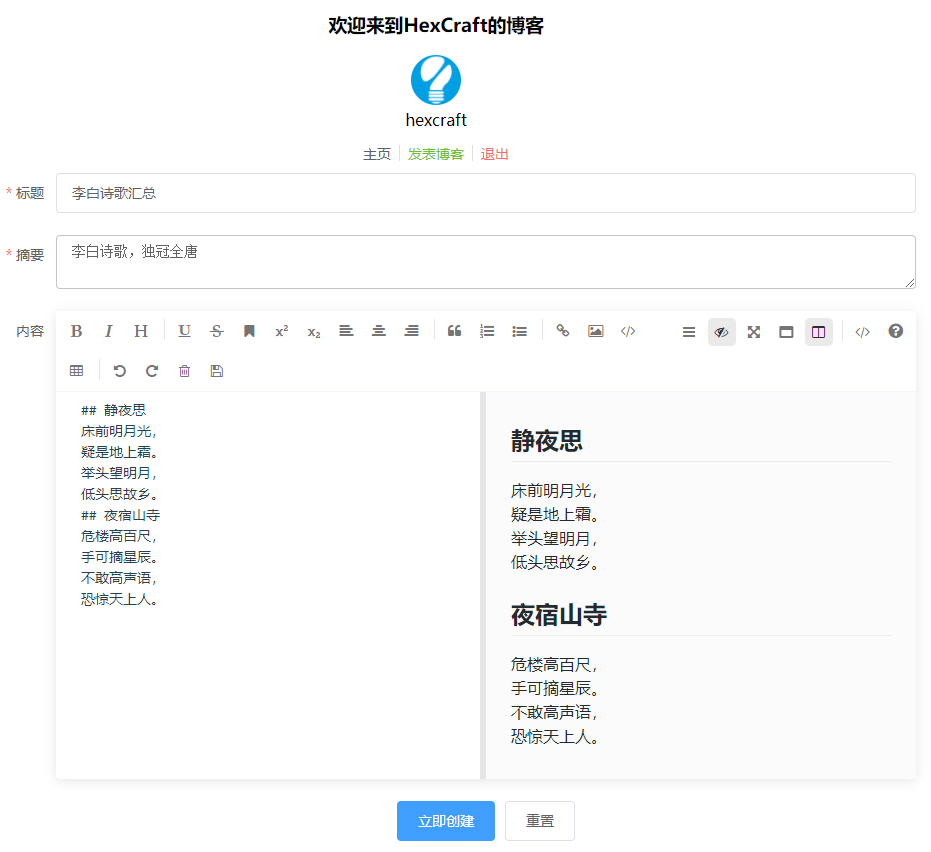 欢迎来到HexCraft的博客
hexcraft
主页 发表博客 退出
* 标题 李白诗歌汇总
* 摘要 李白诗歌，独冠全唐
内容
## 静夜思
床前明月光，
疑是地上霜。
举头望明月，
低头思故乡。
## 夜宿山寺
危楼高百尺，
手可摘星辰。
不敢高声语，
恐惊天上人。
静夜思
床前明月光，
疑是地上霜。
举头望明月，
低头思故乡。
夜宿山寺
危楼高百尺，
手可摘星辰。
不敢高声语，
恐惊天上人。
立即创建 重置